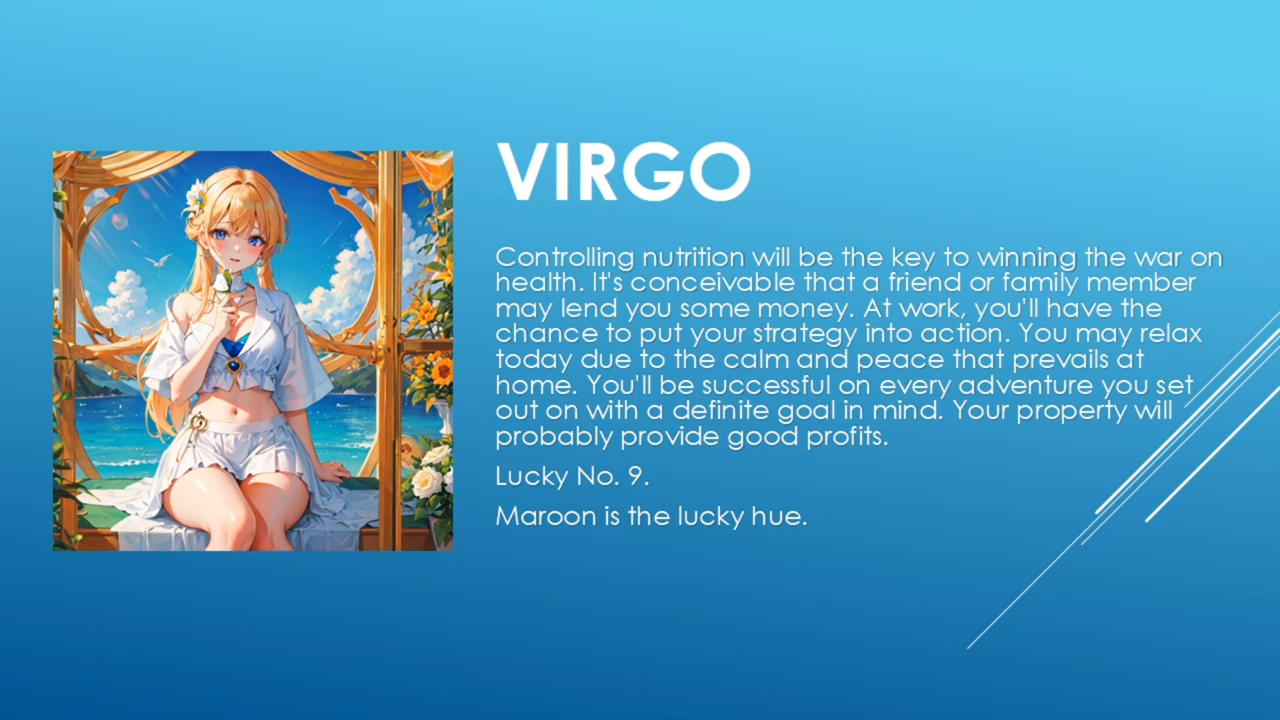 VIRGO
Controlling nutrition will be the key to winning the war on
health. It's conceivable that a friend or family member
may lend you some money. At work, you'll have the
chance to put your strategy into action. You may relax
today due to the calm and peace that prevails at
home. You'll be successful on every adventure you set
out on with a definite goal in mind. Your property will
probably provide good profits.
Lucky No. 9.
Maroon is the lucky hue.